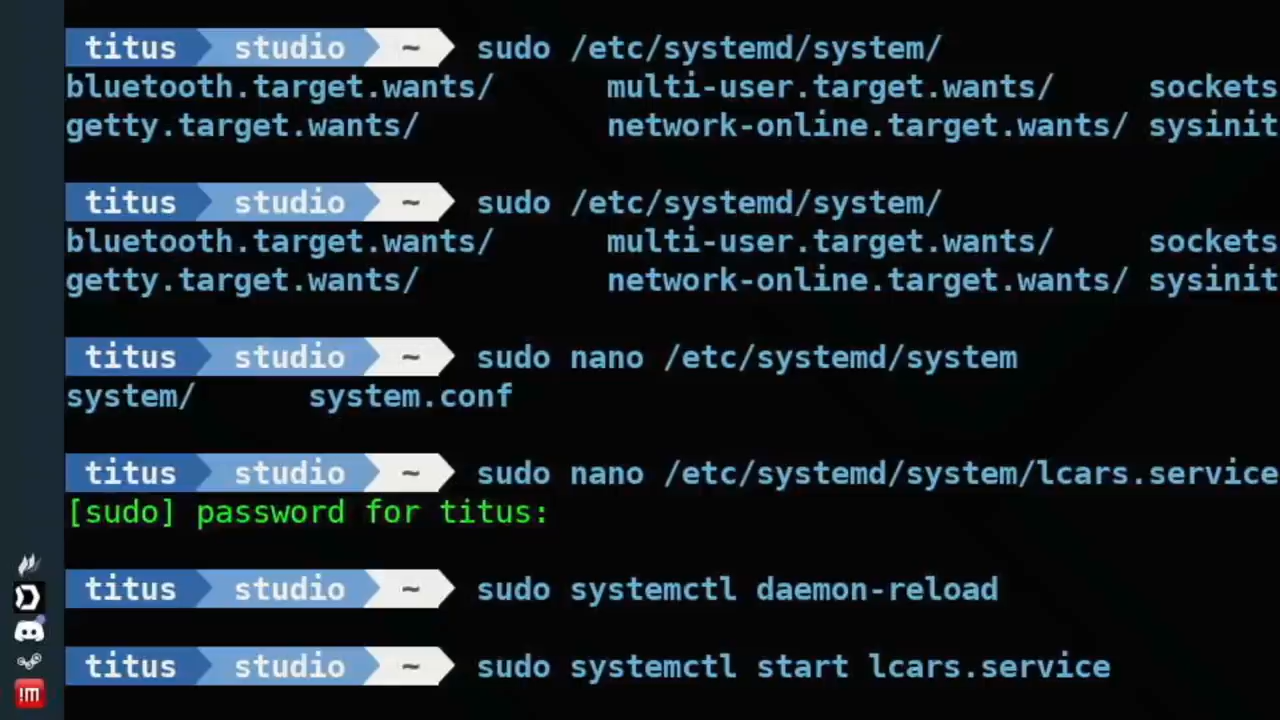 titus studio ~ sudo /etc/systemd/system/
bluetooth.target.wants/ multi-user.target.wants/ sockets
getty.target.wants/ network-online.target.wants/ sysinit
titus studio ~ sudo /etc/systemd/system/
bluetooth.target.wants/ multi-user.target.wants/ sockets
getty.target.wants/ network-online.target.wants/ sysinit
titus studio ~ sudo nano /etc/systemd/system
system/ system.conf
titus studio ~ sudo nano /etc/systemd/system/lcars.service
[sudo] password for titus:
titus studio ~ sudo systemctl daemon-reload
titus studio ~ sudo systemctl start lcars.service
!m